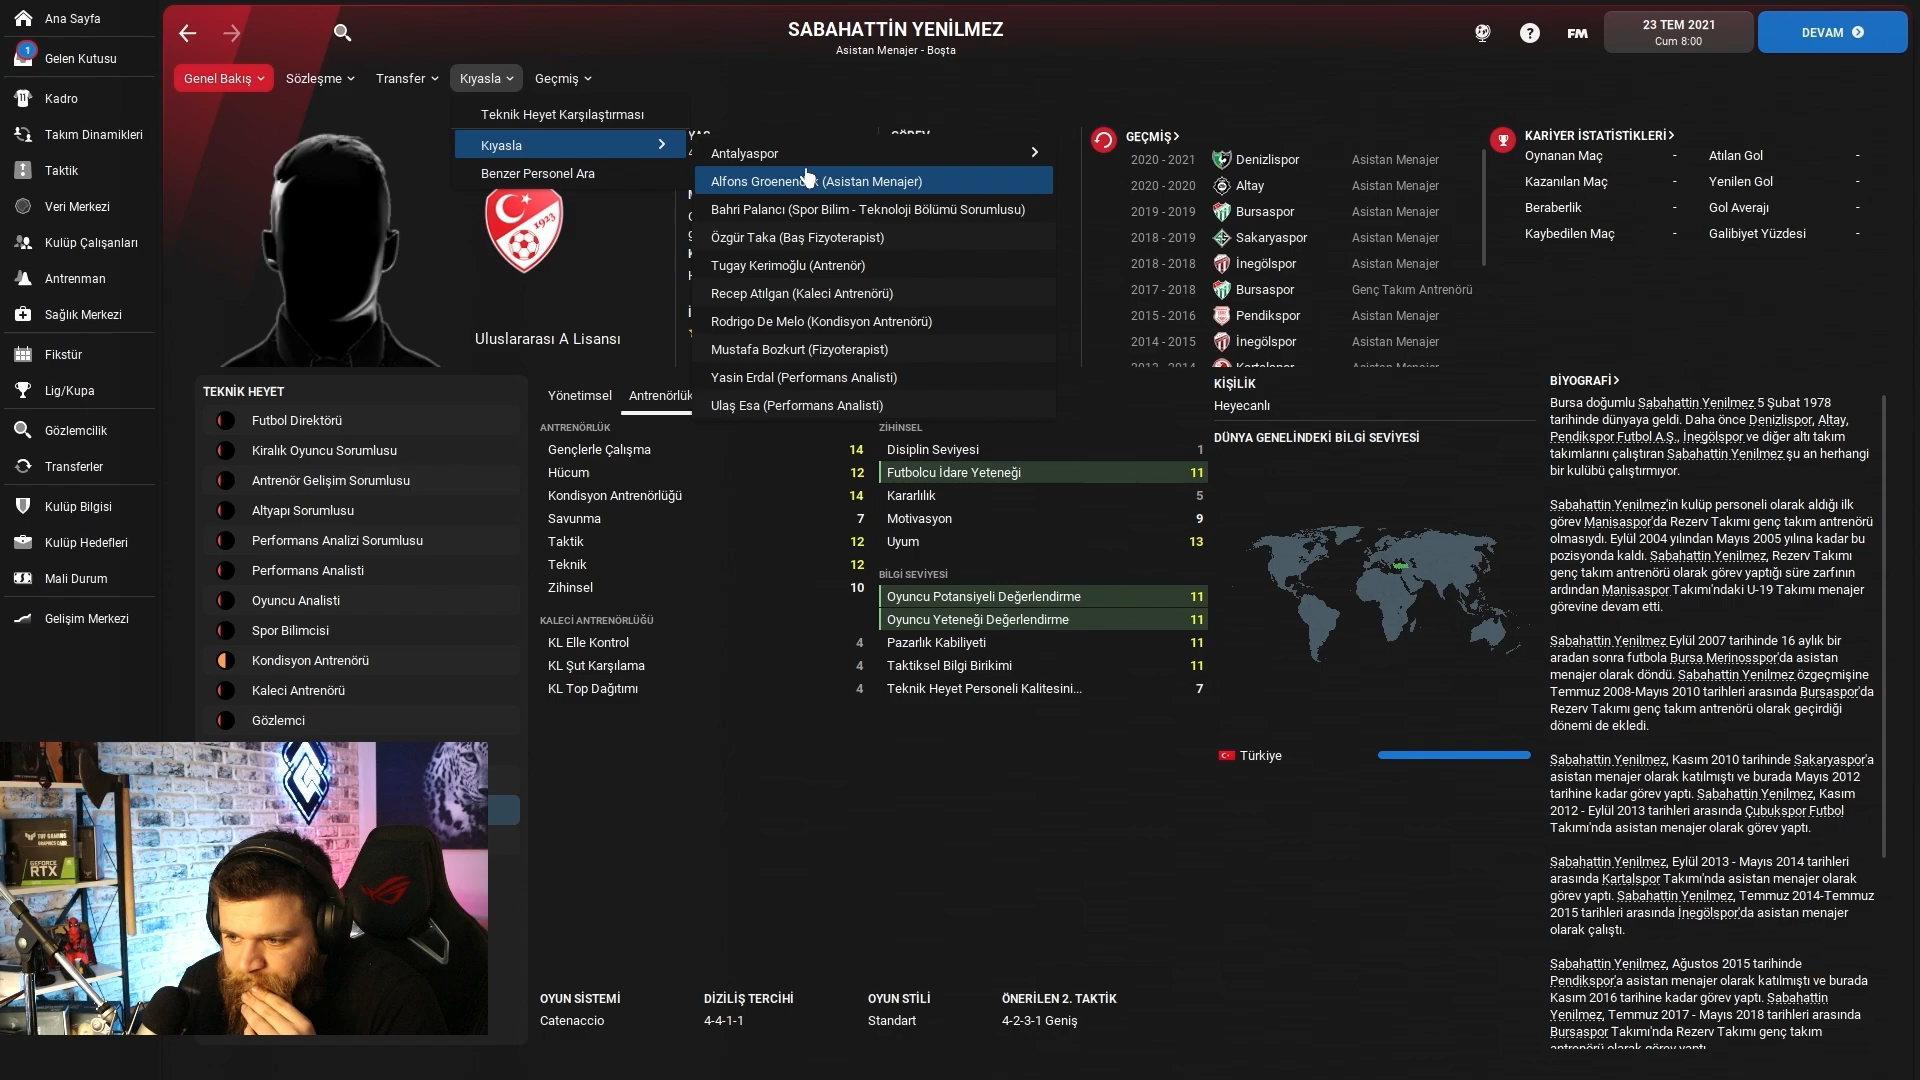 Ana Sayfa
1
Gelen Kutusu
11
Kadro
Takım Dinamikleri
Taktik
Veri Merkezi
Kulüp Çalışanları
Antrenman
Sağlık Merkezi
Fikstür
Lig/Kupa
Gözlemcilik
Transferler
Kulüp Bilgisi
Kulüp Hedefleri
Mali Durum
Gelişim Merkezi
SABAHATTİN YENİLMEZ
Asistan Menajer - Boşta
?
FM
23 TEM 2021
Cum 8:00
DEVAM
Genel Bakış
Sözleşme
Transfer
Kıyasla
Geçmiş
Teknik Heyet Karşılaştırması
Kıyasla
Benzer Personel Ara
Antalyaspor
(Asistan Menajer)
Alfons
Bahri Palancı (Spor Bilim - Teknoloji Bölümü Sorumlusu)
Özgür Taka (Baş Fizyoterapist)
Tugay Kerimoğlu (Antrenör)
Recep Atılgan (Kaleci Antrenörü)
Rodrigo De Melo (Kondisyon Antrenörü)
Mustafa Bozkurt (Fizyoterapist)
Yasin Erdal (Performans Analisti)
Ulaş Esa (Performans Analisti)
1923
Uluslararası A Lisansı
GEÇMİŞ
2020 - 2021 Denizlispor Asistan Menajer
2020 - 2020 Altay Asistan Menajer
2019 - 2019 Bursaspor Asistan Menajer
2018 - 2019 Sakaryaspor Asistan Menajer
2018 - 2018 İnegölspor Asistan Menajer
2017 - 2018 Bursaspor Genç Takım Antrenörü
2015 - 2016 Pendikspor Asistan Menajer
2014 - 2015 İnegölspor Asistan Menajer
2013 - 2014 Kartalspor Asistan Menajer
KARİYER İSTATİSTİKLERİ
Oynanan Maç - Atılan Gol -
Kazanılan Maç - Yenilen Gol -
Beraberlik - Gol Averajı -
Kaybedilen Maç - Galibiyet Yüzdesi -
TEKNİK HEYET
Futbol Direktörü
Kiralık Oyuncu Sorumlusu
Antrenör Gelişim Sorumlusu
Altyapı Sorumlusu
Performans Analizi Sorumlusu
Performans Analisti
Oyuncu Analisti
Spor Bilimcisi
Kondisyon Antrenörü
Kaleci Antrenörü
Gözlemci
Yönetimsel
Antrenörlük
ANTRENÖRLÜK
Gençlerle Çalışma 14
Hücum 12
Kondisyon Antrenörlüğü 14
Savunma 7
Taktik 12
Teknik 12
Zihinsel 10
KALECİ ANTRENÖRLÜĞÜ
KL Elle Kontrol 4
KL Şut Karşılama 4
KL Top Dağıtımı 4
ZİHİNSEL
Disiplin Seviyesi 1
Futbolcu İdare Yeteneği 11
Kararlılık 5
Motivasyon 9
Uyum 13
BİLGİ SEVİYESİ
Oyuncu Potansiyeli Değerlendirme 11
Oyuncu Yeteneği Değerlendirme 11
Pazarlık Kabiliyeti 11
Taktiksel Bilgi Birikimi 11
Teknik Heyet Personeli Kalitesini... 7
KİŞİLİK
Heyecanlı
DÜNYA GENELİNDEKİ BİLGİ SEVİYESİ
Türkiye
BİYOGRAFİ
Bursa doğumlu Sabahattin Yenilmez 5 Şubat 1978
tarihinde dünyaya geldi. Daha önce Denizlispor, Altay,
Pendikspor Futbol A.Ş., İnegölspor ve diğer altı takım
takımlarını çalıştıran Sabahattin Yenilmez şu an herhangi
bir kulübü çalıştırmıyor.
Sabahattin Yenilmez'in kulüp personeli olarak aldığı ilk
görev Manisaspor'da Rezerv Takımı genç takım antrenörü
olmasıydı. Eylül 2004 yılından Mayıs 2005 yılına kadar bu
pozisyonda kaldı. Sabahattin Yenilmez, Rezerv Takımı
genç takım antrenörü olarak görev yaptığı süre zarfının
ardından Manisaspor Takımı'ndaki U-19 Takımı menajer
görevine devam etti.
Sabahattin Yenilmez Eylül 2007 tarihinde 16 aylık bir
aradan sonra futbola Bursa Merinosspor'da asistan
menajer olarak döndü. Sabahattin Yenilmez özgeçmişine
Temmuz 2008-Mayıs 2010 tarihleri arasında Bursaspor'da
Rezerv Takımı genç takım antrenörü olarak geçirdiği
dönemi de ekledi.
Sabahattin Yenilmez, Kasım 2010 tarihinde Sakaryaspor'a
asistan menajer olarak katılmıştı ve burada Mayıs 2012
tarihine kadar görev yaptı. Sabahattin Yenilmez, Kasım
2012 - Eylül 2013 tarihleri arasında Çubukspor Futbol
Takımı'nda asistan menajer olarak görev yaptı.
Sabahattin Yenilmez, Eylül 2013 - Mayıs 2014 tarihleri
arasında Kartalspor Takımı'nda asistan menajer olarak
görev yaptı. Sabahattin Yenilmez, Temmuz 2014-Temmuz
2015 tarihleri arasında İnegölspor'da asistan menajer
olarak çalıştı.
Sabahattin Yenilmez, Ağustos 2015 tarihinde
Pendikspor'a asistan menajer olarak katılmıştı ve burada
Kasım 2016 tarihine kadar görev yaptı. Sabahattin
Yenilmez, Temmuz 2017 - Mayıs 2018 tarihleri arasında
Bursaspor Takımı'nda Rezerv Takımı genç takım
antrenörü olarak görev yaptı.
OYUN SİSTEMİ
Catenaccio
DİZİLİŞ TERCİHİ
4-4-1-1
OYUN STİLİ
Standart
ÖNERİLEN 2. TAKTİK
4-2-3-1 Geniş
TUF GAMING
GRAPHICS CARD
GEFORCE
RTX